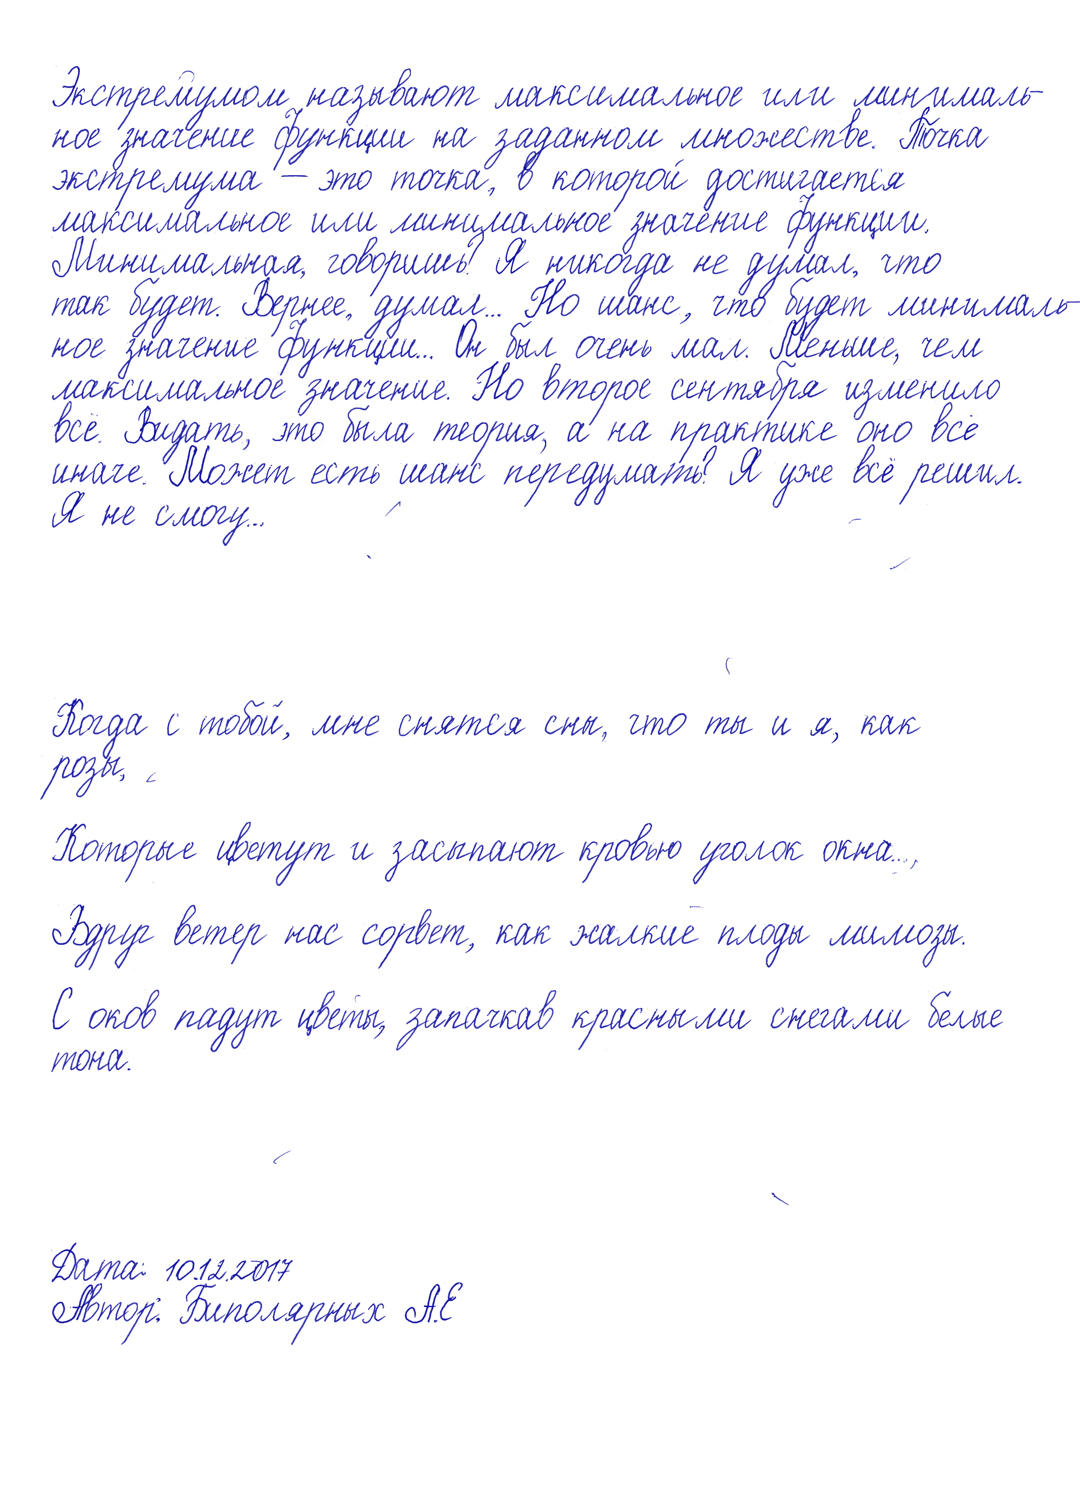 Экстремумом называют максимальное или минималь-
ное значение функции на заданном множестве. Точка
экстремума — это точка, в которой достигается
максимальное или минимальное значение функции.
Минимальная, говоришь? Я никогда не думал, что
так будет. Вернее, думал... Но шанс, что будет минималь-
ное значение функции... Он был очень мал. Меньше, чем
максимальное значение. Но второе сентября изменило
всё. Видать, это была теория, а на практике оно всё
иначе. Может есть шанс передумать? Я уже всё решил.
Я не смогу...
Когда с тобой, мне снятся сны, что ты и я, как
розы,
Которые цветут и засыпают кровью уголок окна...,
Вдруг ветер нас сорвет, как жалкие плоды мимозы.
С оков падут цветы, запачкав красными снегами белые
тона.
Дата: 10.12.2017
Автор: Биполярных А.Е